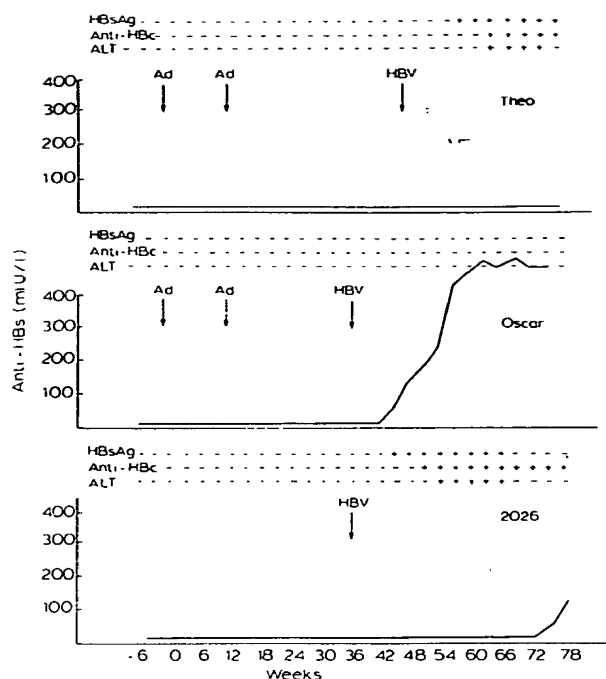 HBsAg
Anti-HBc
ALT
Ad Ad HBV
400
Theo
300
200
100
HBsAg
Anti-HBc
ALT
Ad Ad HBV
400
300
Oscar
200
100
Anti-HBs (mIU/l)
HBsAg
Anti-HBc
ALT
HBV
400
2026
300
200
100
-6 0 6 12 18 24 30 36 42 48 54 60 66 72 78
Weeks